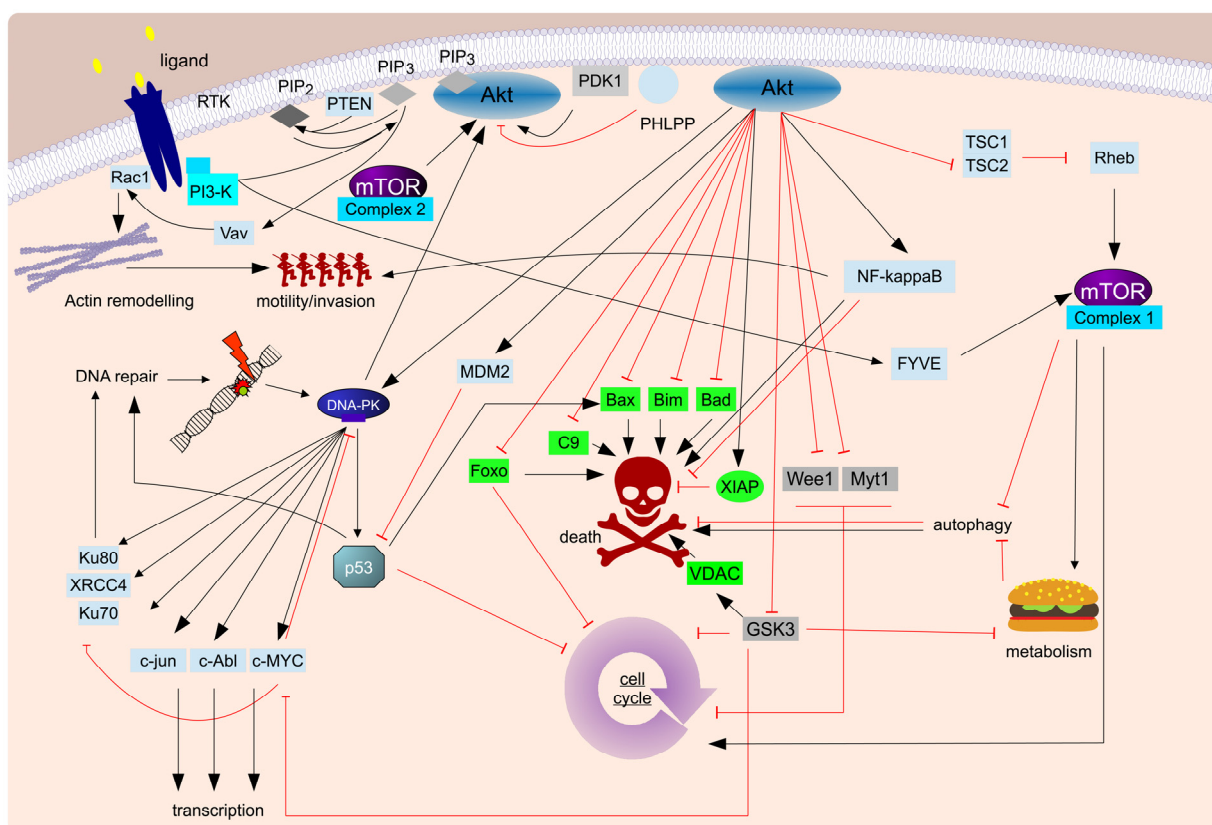 ligand
RTK
PIP2
PTEN
PIP3
PIP3
Akt
PDK1
PHLPP
Akt
TSC1
TSC2
Rheb
Rac1
PI3-K
mTOR
Complex 2
Vav
NF-kappaB
mTOR
Complex 1
Actin remodelling
motility/invasion
DNA repair
MDM2
FYVE
DNA-PK
Bax
Bim
Bad
C9
Foxo
XIAP
Wee1
Myt1
death
autophagy
Ku80
XRCC4
Ku70
p53
VDAC
GSK3
metabolism
c-jun
c-Abl
c-MYC
cell
cycle
transcription